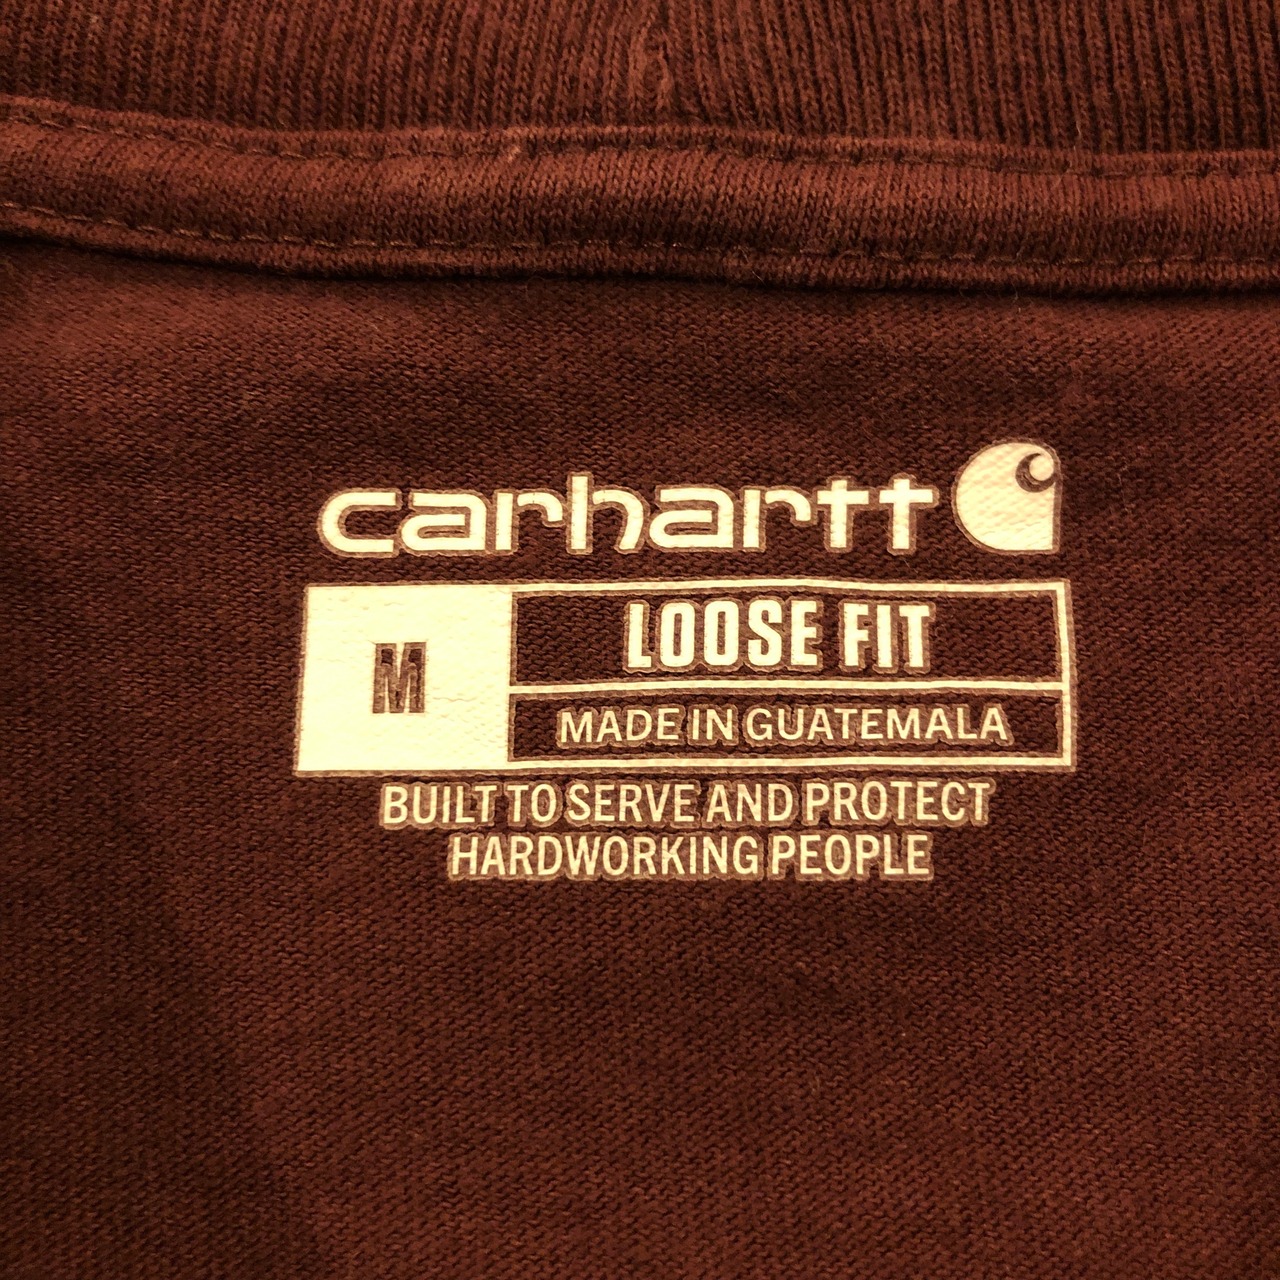 carhartt
M
LOOSE FIT
MADE IN GUATEMALA
BUILT TO SERVE AND PROTECT
HARDWORKING PEOPLE